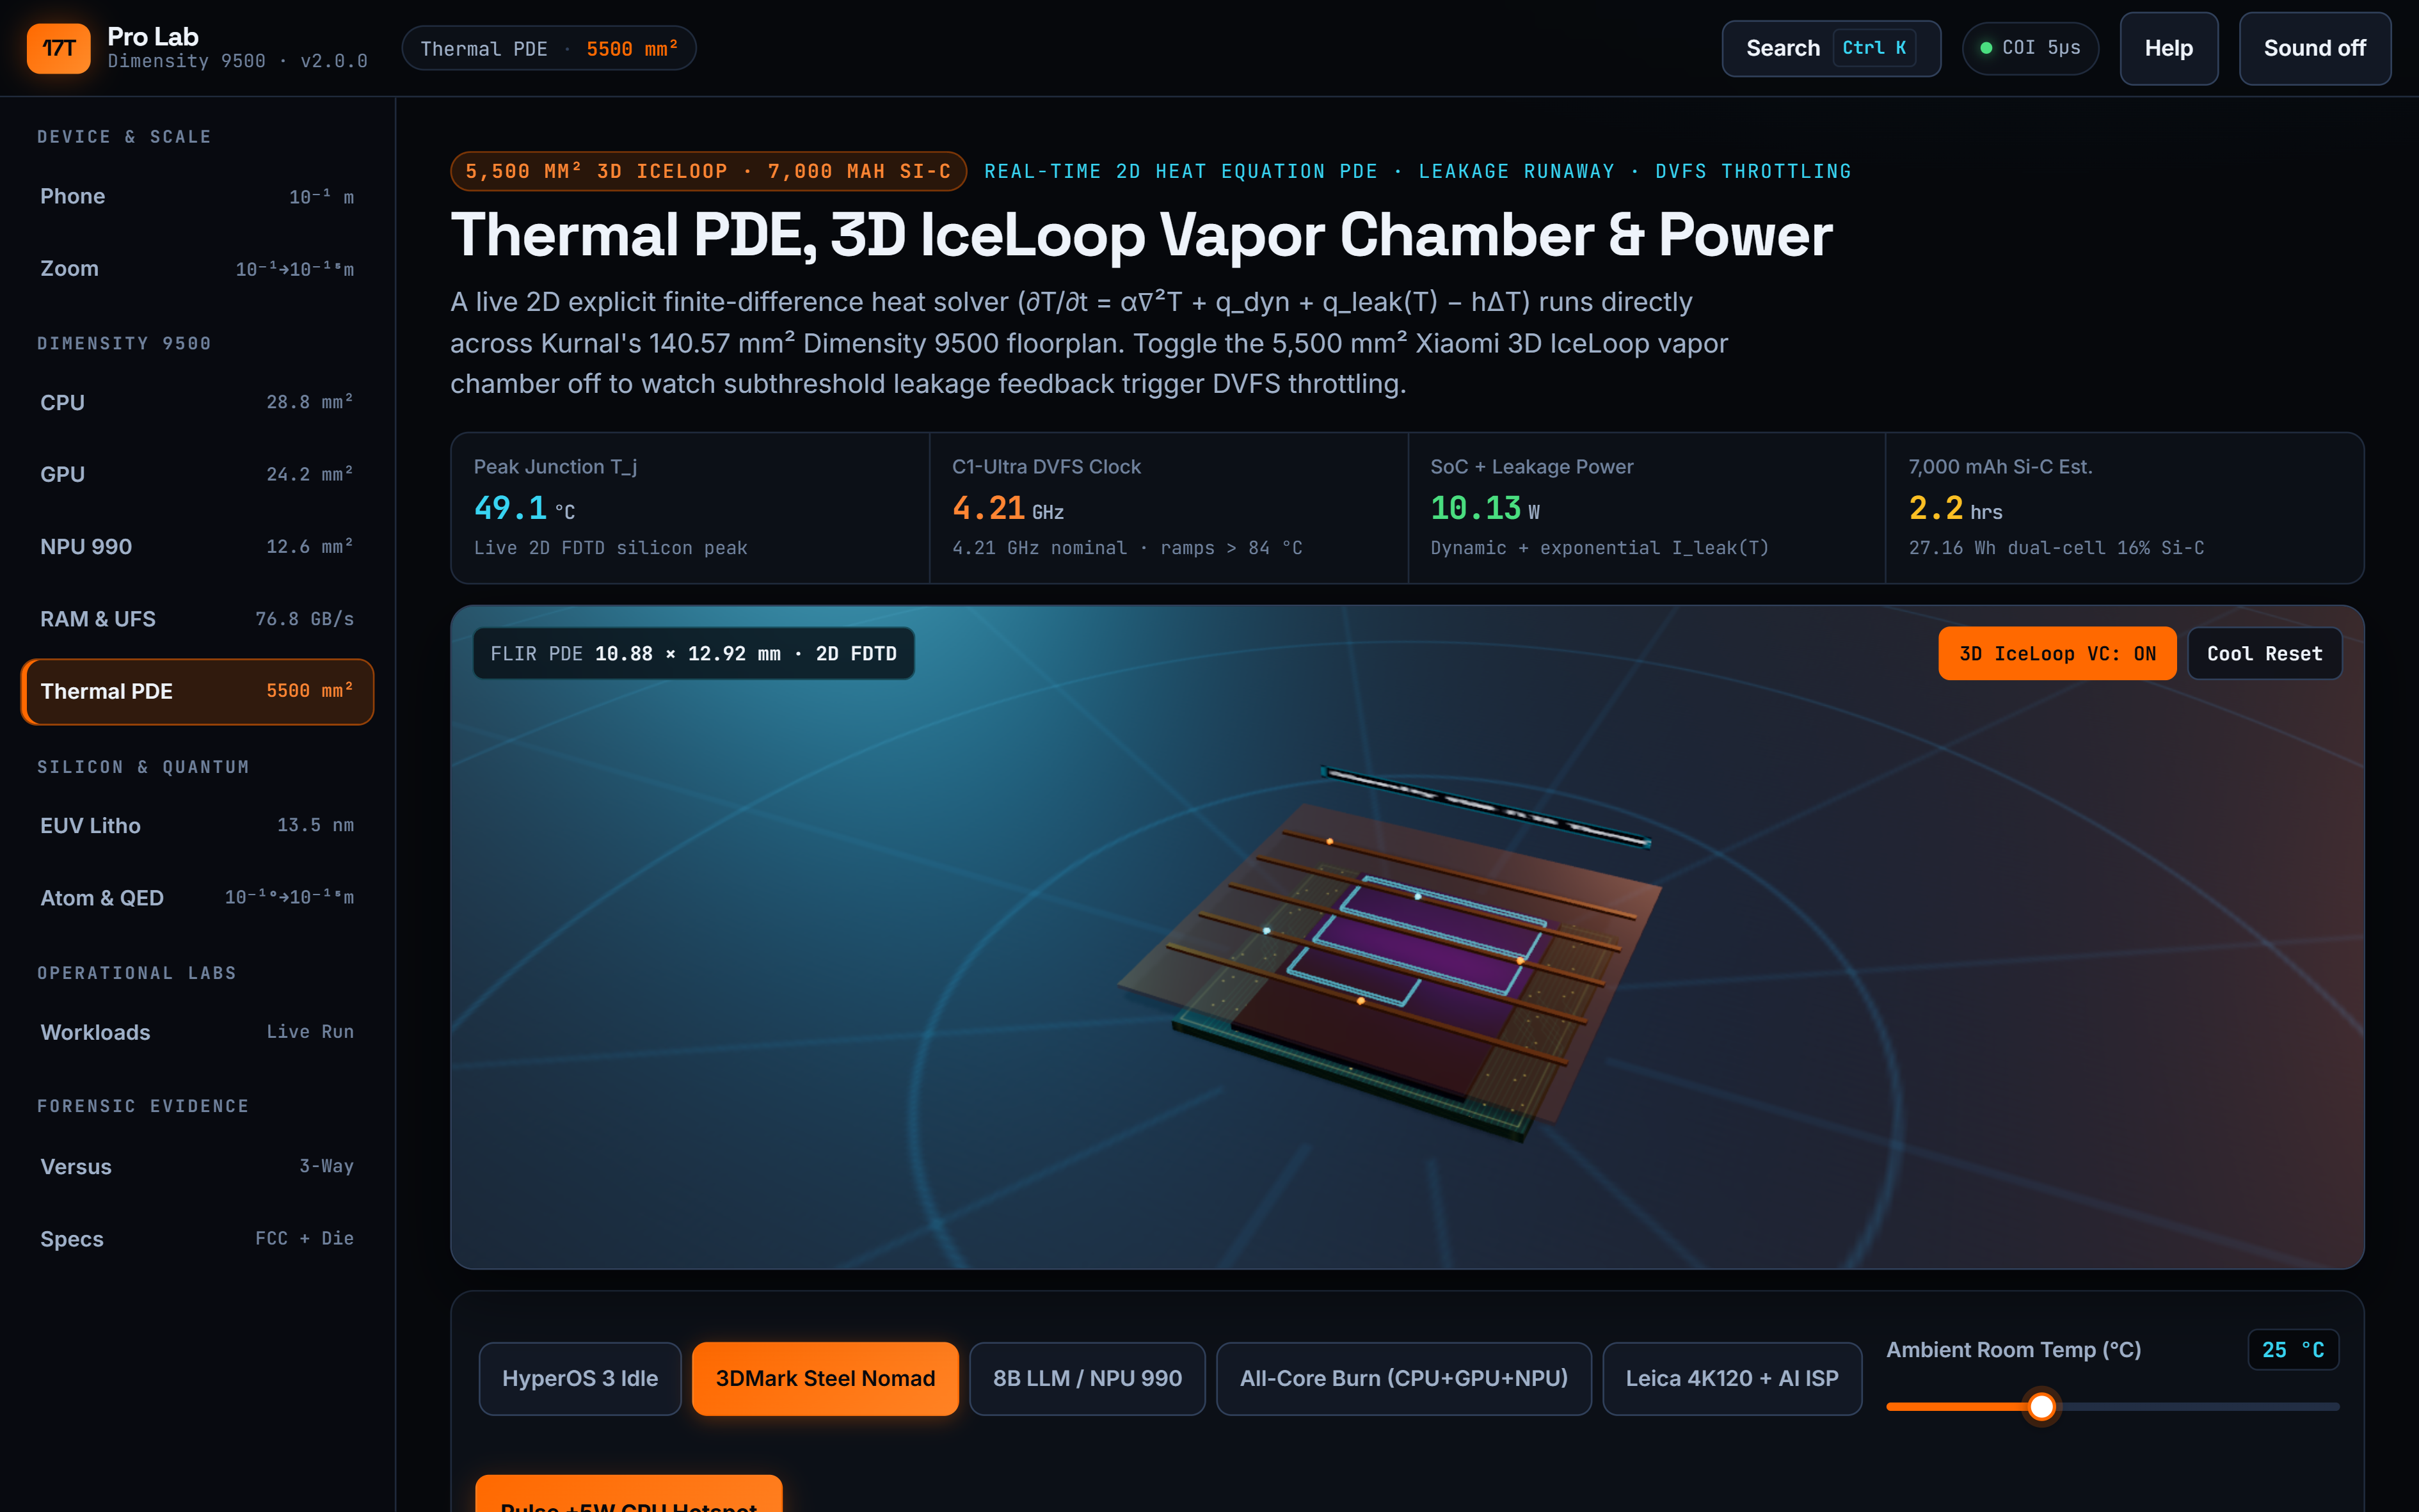 17T
Pro Lab
Dimensity 9500 · v2.0.0
Thermal PDE · 5500 mm²
Search Ctrl K
COI 5µs
Help
Sound off
DEVICE & SCALE
Phone 10⁻¹ m
Zoom 10⁻¹→10⁻¹⁵m
DIMENSITY 9500
CPU 28.8 mm²
GPU 24.2 mm²
NPU 990 12.6 mm²
RAM & UFS 76.8 GB/s
Thermal PDE 5500 mm²
SILICON & QUANTUM
EUV Litho 13.5 nm
Atom & QED 10⁻¹⁰→10⁻¹⁵m
OPERATIONAL LABS
Workloads Live Run
FORENSIC EVIDENCE
Versus 3-Way
Specs FCC + Die
5,500 MM² 3D ICELOOP · 7,000 MAH SI-C REAL-TIME 2D HEAT EQUATION PDE · LEAKAGE RUNAWAY · DVFS THROTTLING
Thermal PDE, 3D IceLoop Vapor Chamber & Power
A live 2D explicit finite-difference heat solver (∂T/∂t = α∇²T + q_dyn + q_leak(T) − hΔT) runs directly
across Kurnal's 140.57 mm² Dimensity 9500 floorplan. Toggle the 5,500 mm² Xiaomi 3D IceLoop vapor
chamber off to watch subthreshold leakage feedback trigger DVFS throttling.
Peak Junction T_j
49.1 °C
Live 2D FDTD silicon peak
C1-Ultra DVFS Clock
4.21 GHz
4.21 GHz nominal · ramps > 84 °C
SoC + Leakage Power
10.13 W
Dynamic + exponential I_leak(T)
7,000 mAh Si-C Est.
2.2 hrs
27.16 Wh dual-cell 16% Si-C
FLIR PDE 10.88 × 12.92 mm · 2D FDTD
3D IceLoop VC: ON
Cool Reset
HyperOS 3 Idle
3DMark Steel Nomad
8B LLM / NPU 990
All-Core Burn (CPU+GPU+NPU)
Leica 4K120 + AI ISP
Ambient Room Temp (°C) 25 °C
Pulse +5W CPU Hotspot